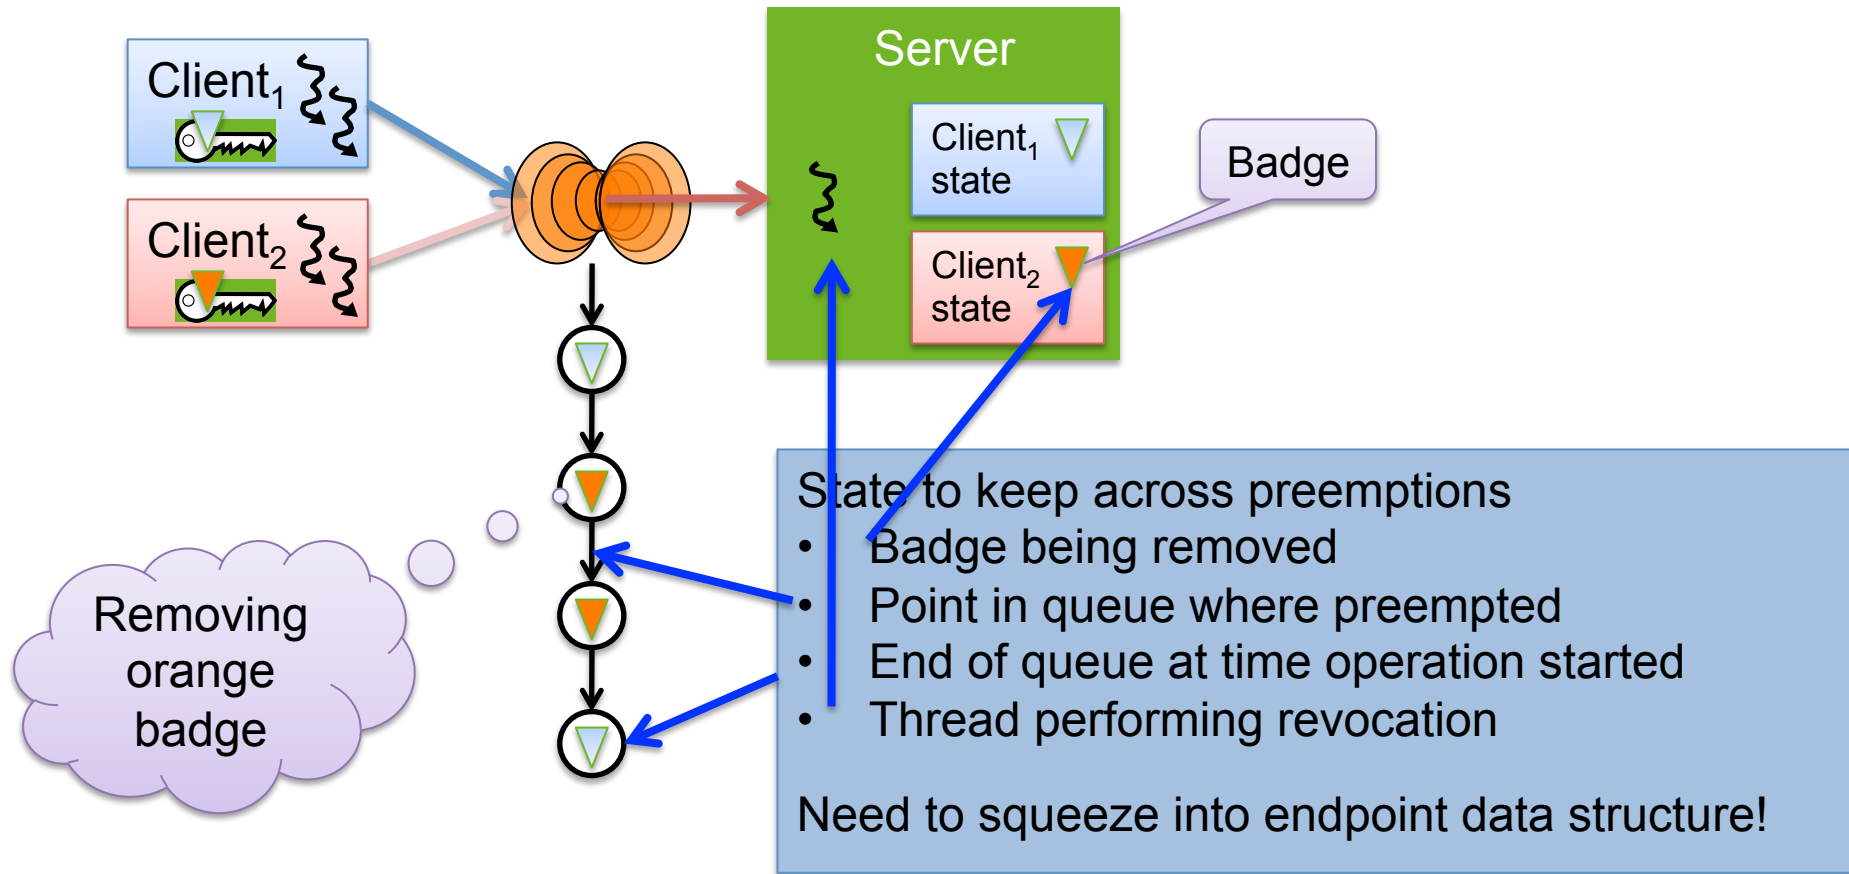 Server
Client1
Client1
state
Badge
Client2
Client2
state
State to keep across preemptions
• Badge being removed
• Point in queue where preempted
• End of queue at time operation started
• Thread performing revocation
Need to squeeze into endpoint data structure!
Removing
orange
badge